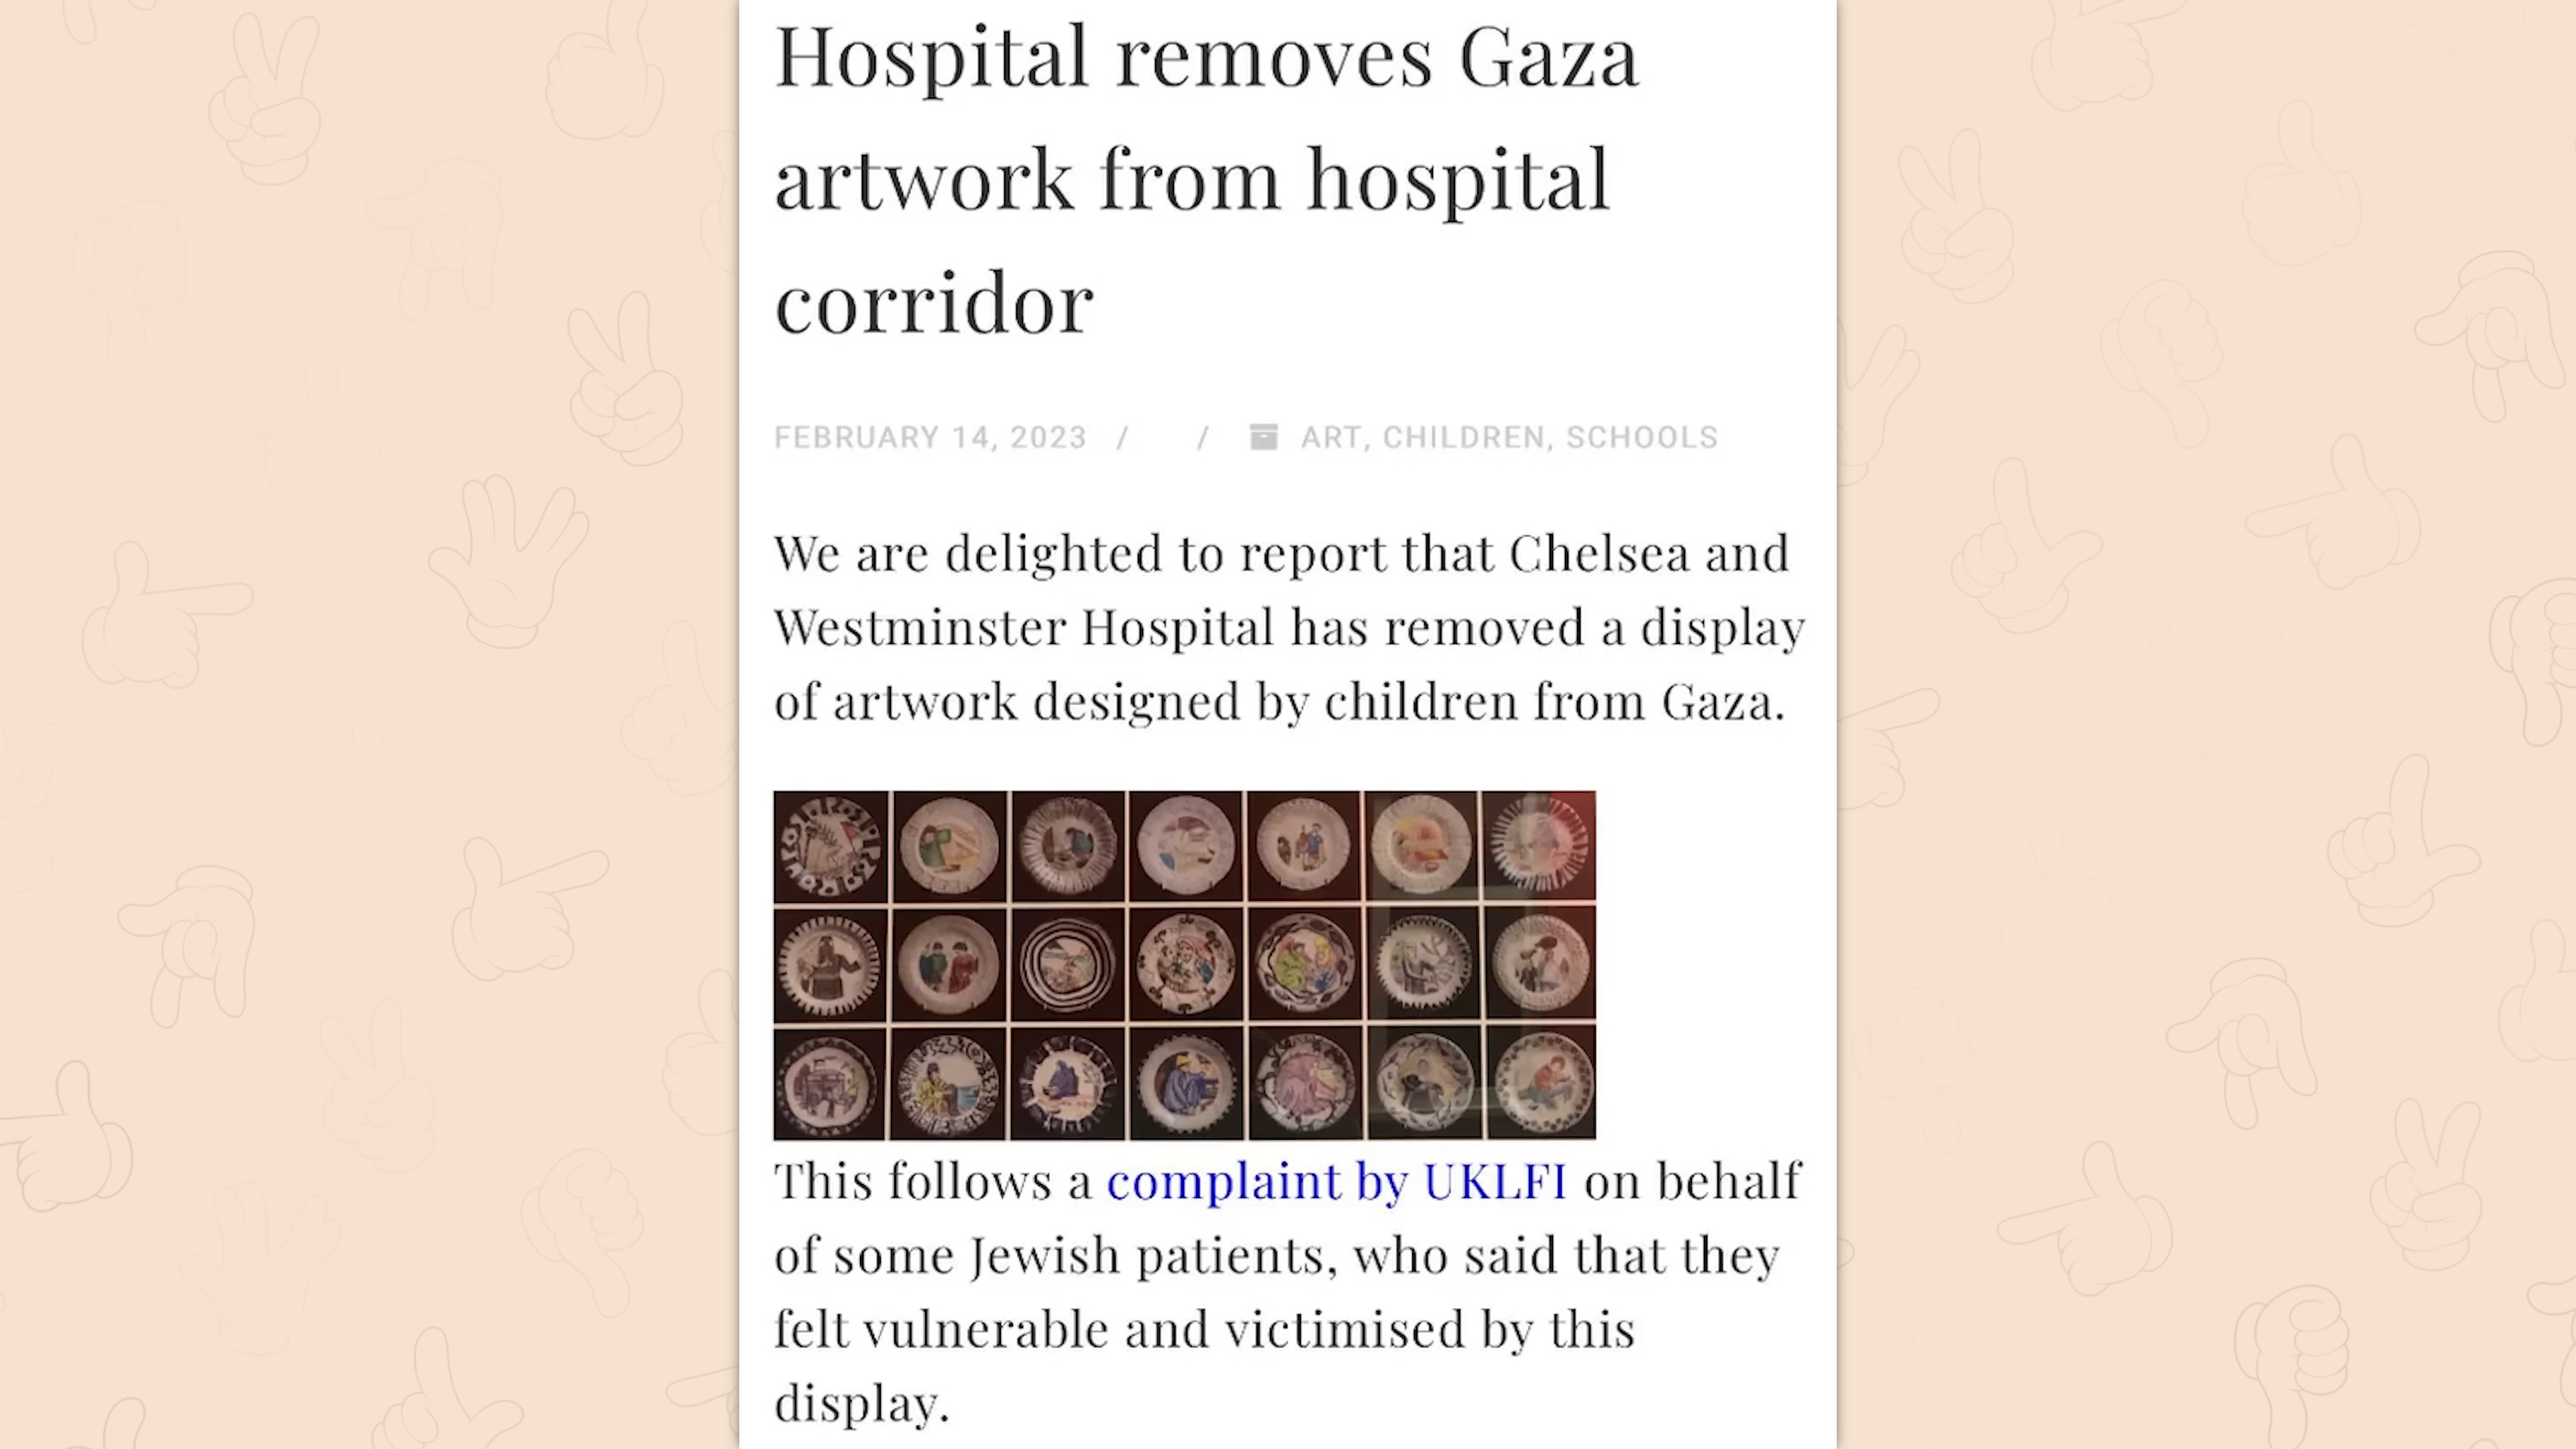 Hospital removes Gaza
artwork from hospital
corridor
FEBRUARY 14, 2023 / / ART, CHILDREN, SCHOOLS
We are delighted to report that Chelsea and
Westminster Hospital has removed a display
of artwork designed by children from Gaza.
This follows a complaint by UKLFI on behalf
of some Jewish patients, who said that they
felt vulnerable and victimised by this
display.